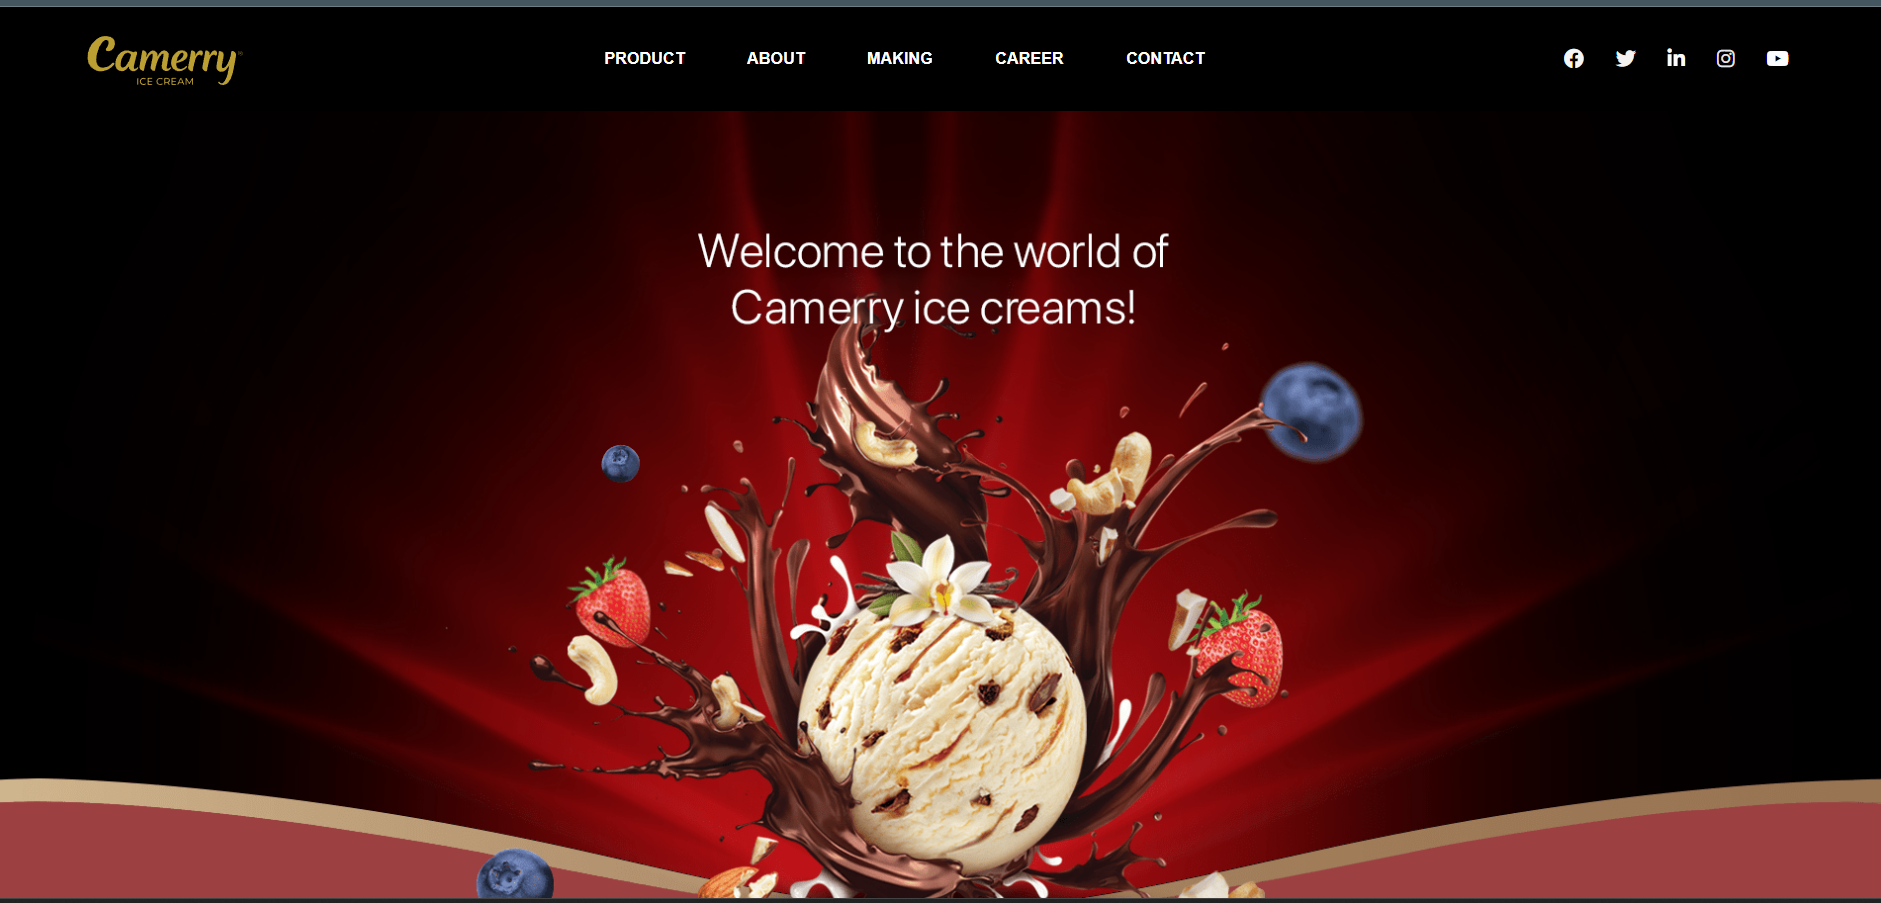 Camerry
ICE CREAM
PRODUCT
ABOUT
MAKING
CAREER
CONTACT
Welcome to the world of
Camerry ice creams!